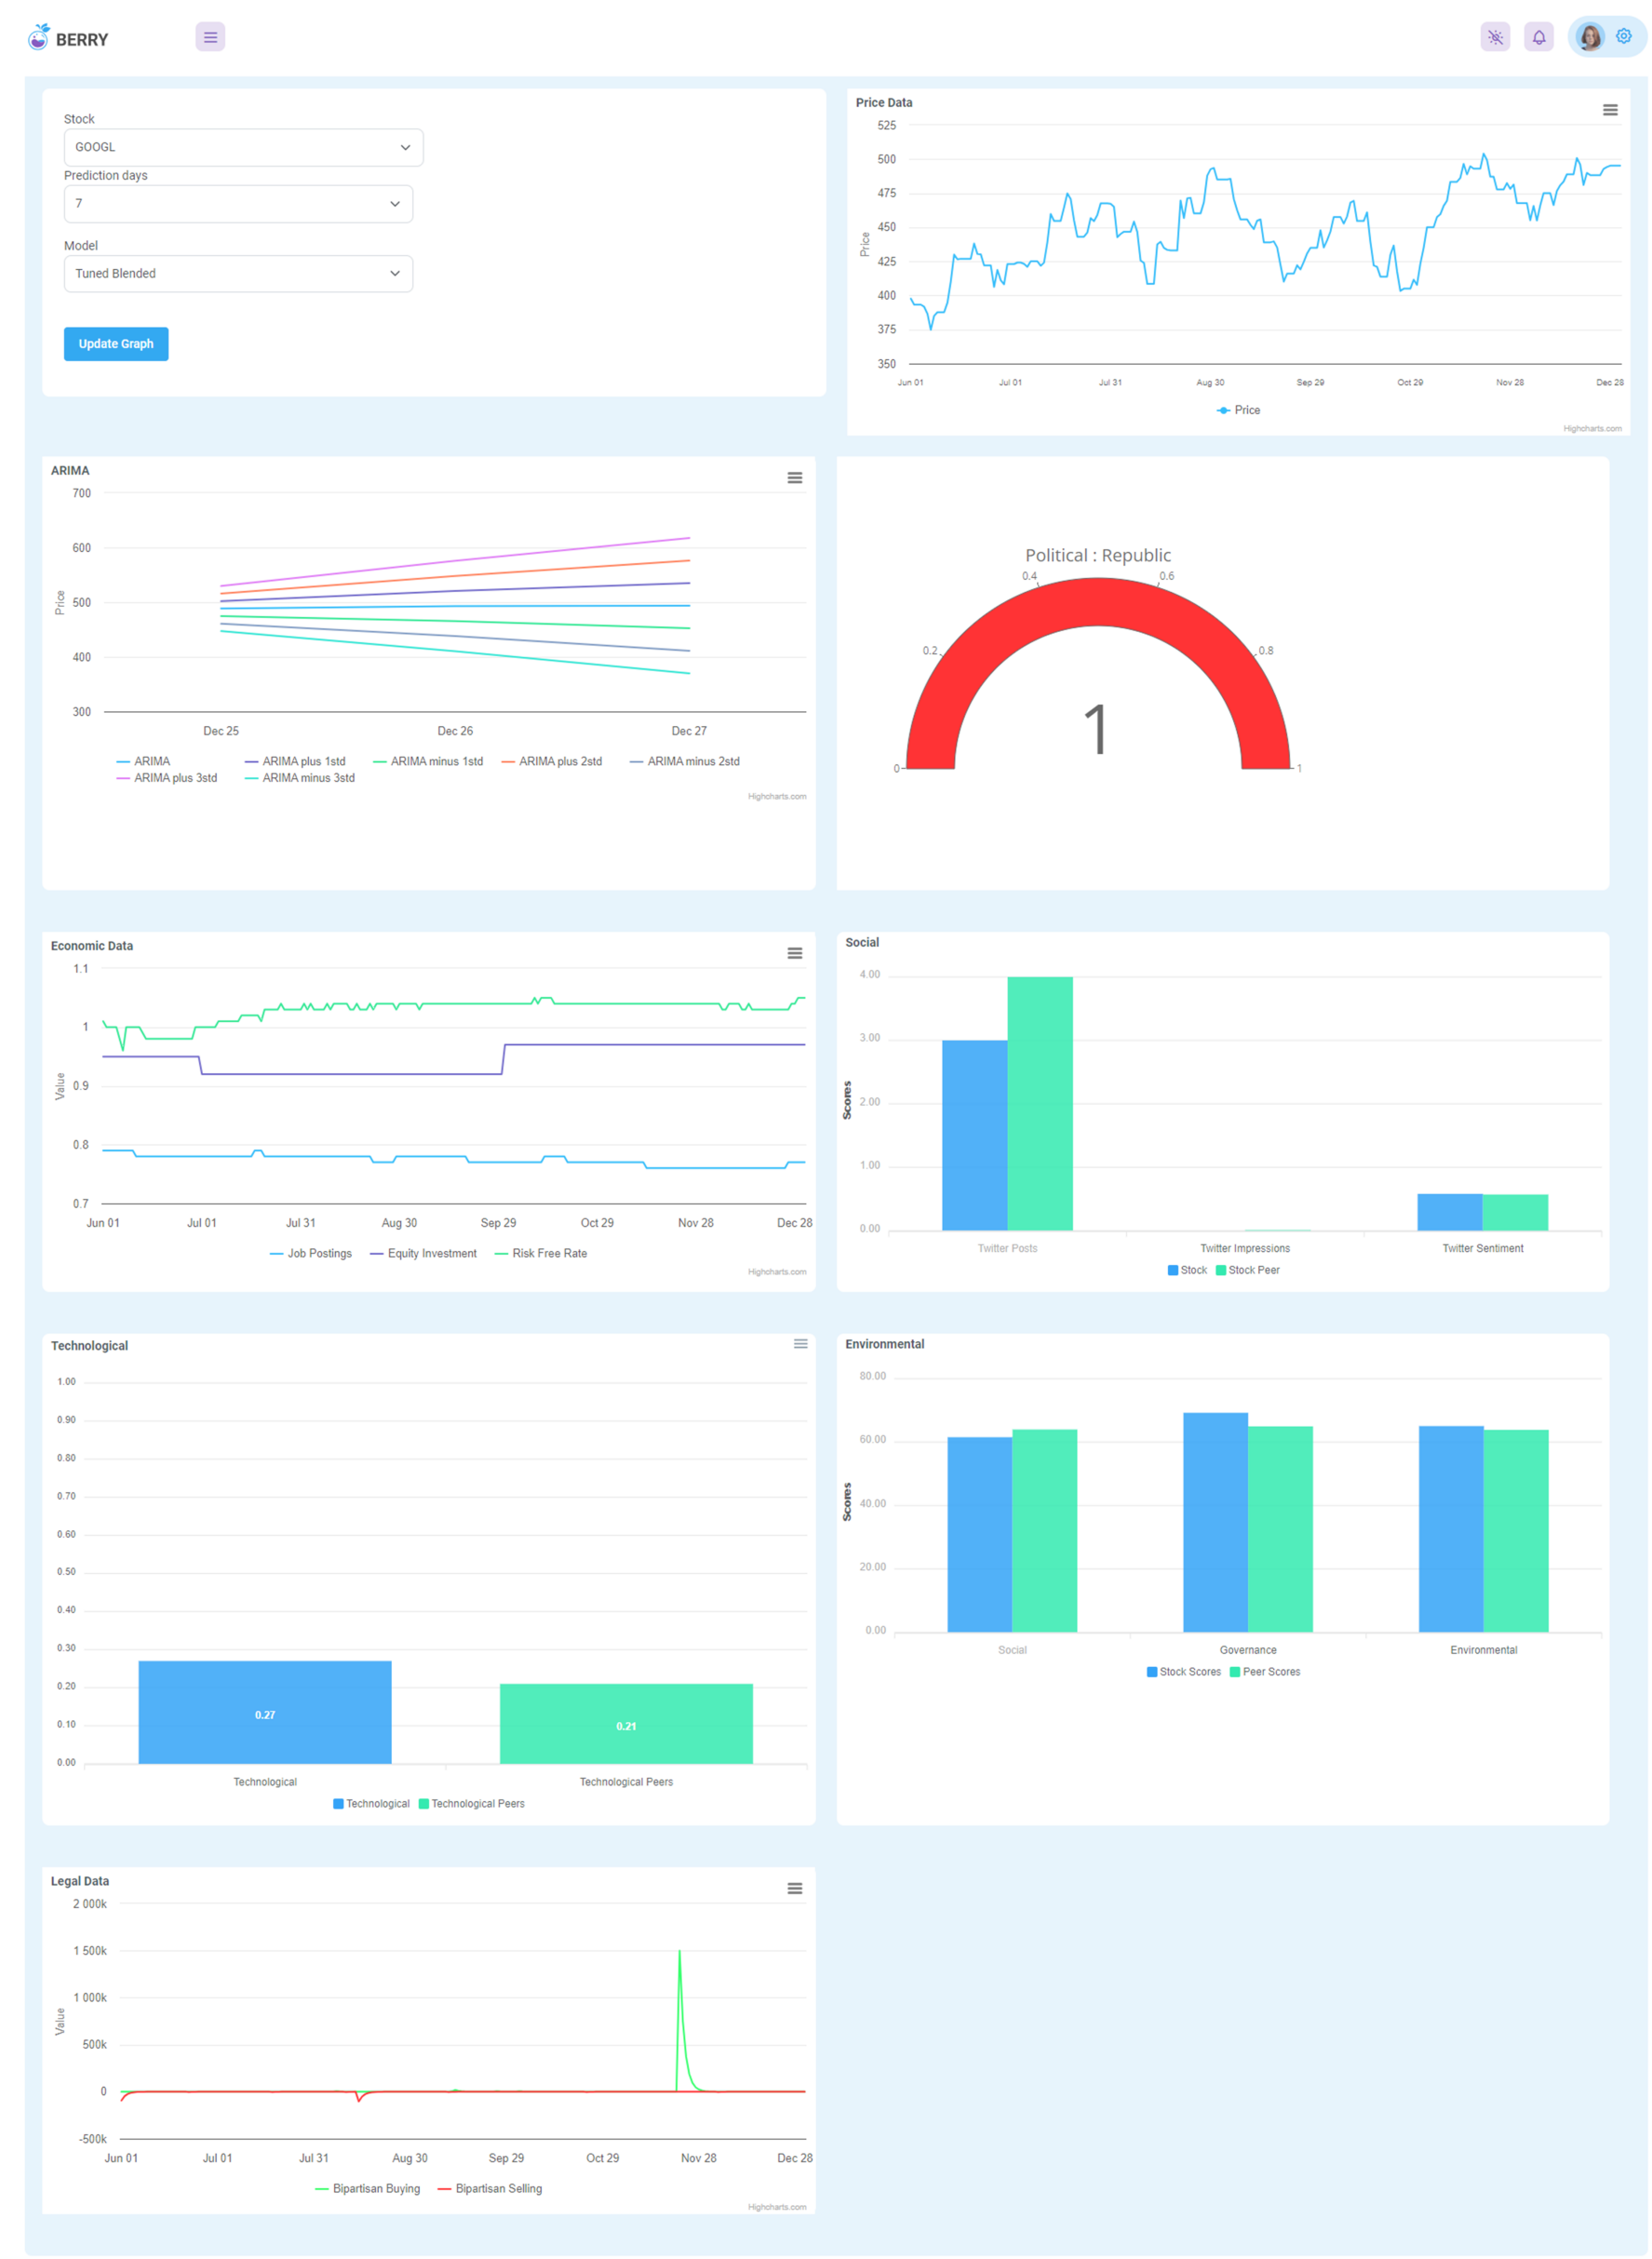 BERRY
Stock
GOOGL
Prediction days
7
Model
Tuned Blended
Update Graph
Price Data
525
500
475
450
425
400
375
350
Price
Jun 01 Jul 01 Jul 31 Aug 30 Sep 29 Oct 29 Nov 28 Dec 28
Price
Highcharts.com
ARIMA
700
600
500
400
300
Price
Dec 25 Dec 26 Dec 27
ARIMA ARIMA plus 1std ARIMA minus 1std ARIMA plus 2std ARIMA minus 2std
ARIMA plus 3std ARIMA minus 3std
Highcharts.com
Political : Republic
0.4 0.6
0.2 0.8
1
0 1
Economic Data
1.1
1
0.9
0.8
0.7
Value
Jun 01 Jul 01 Jul 31 Aug 30 Sep 29 Oct 29 Nov 28 Dec 28
Job Postings Equity Investment Risk Free Rate
Highcharts.com
Social
4.00
3.00
2.00
1.00
0.00
Scores
Twitter Posts Twitter Impressions Twitter Sentiment
Stock Stock Peer
Technological
1.00
0.90
0.80
0.70
0.60
0.50
0.40
0.30
0.20
0.10
0.00
0.27 0.21
Technological Technological Peers
Technological Technological Peers
Environmental
80.00
60.00
40.00
20.00
0.00
Scores
Social Governance Environmental
Stock Scores Peer Scores
Legal Data
2 000k
1 500k
1 000k
500k
0
-500k
Value
Jun 01 Jul 01 Jul 31 Aug 30 Sep 29 Oct 29 Nov 28 Dec 28
Bipartisan Buying Bipartisan Selling
Highcharts.com